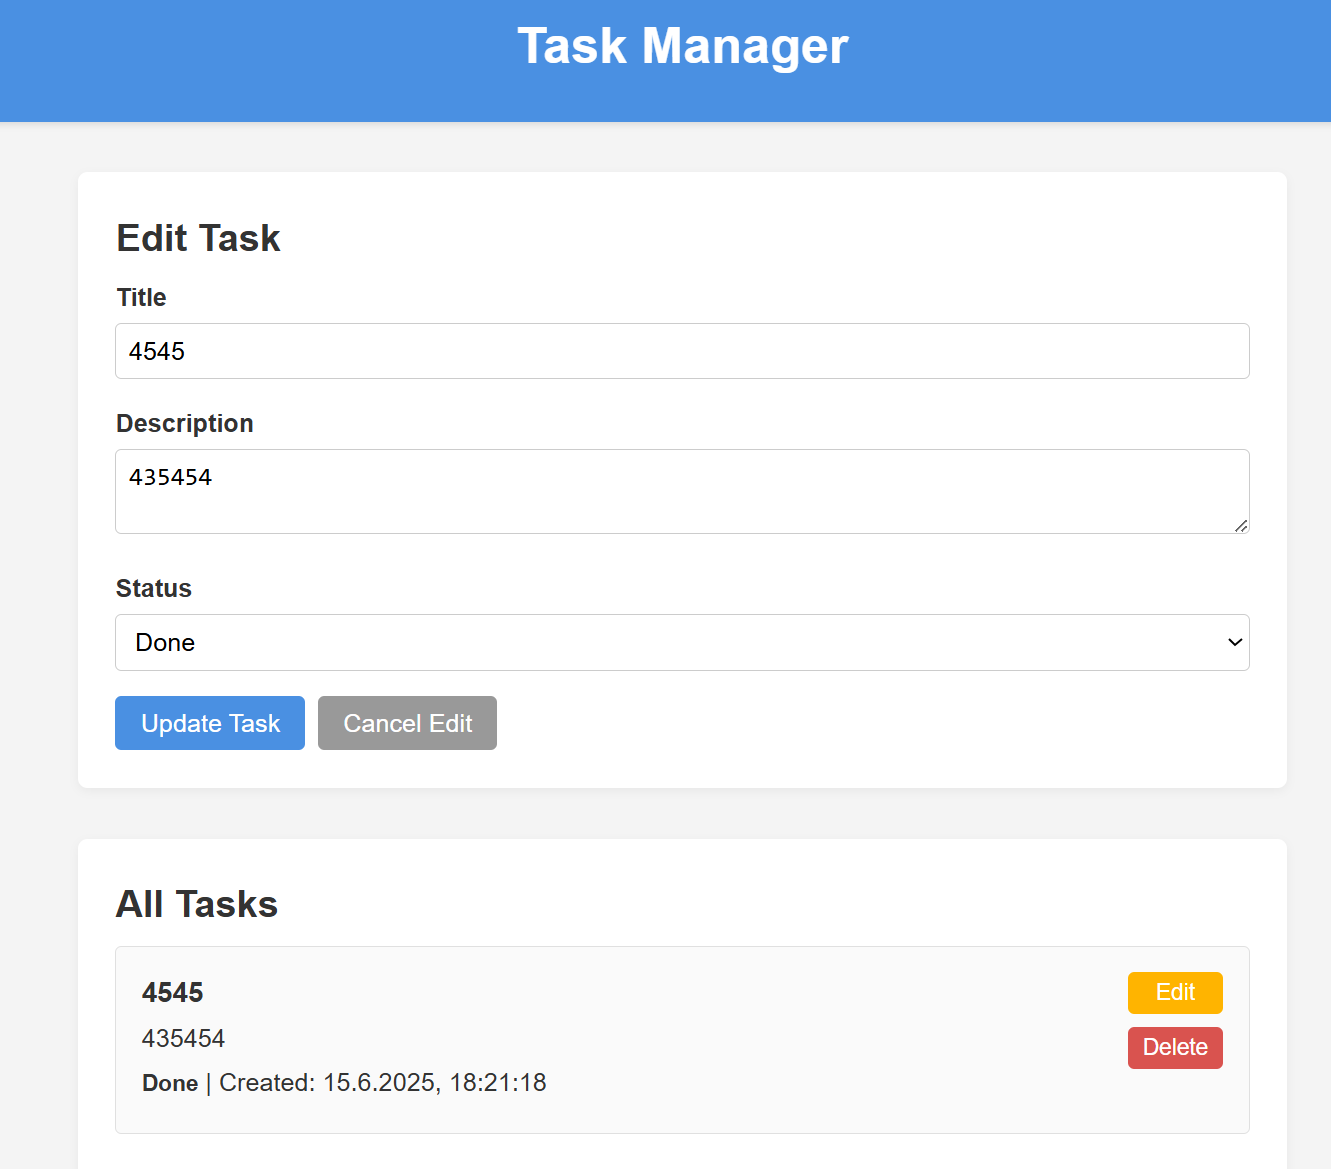 Task Manager
Edit Task
Title
4545
Description
435454
Status
Done
Update Task Cancel Edit
All Tasks
4545
Edit
435454
Delete
Done | Created: 15.6.2025, 18:21:18